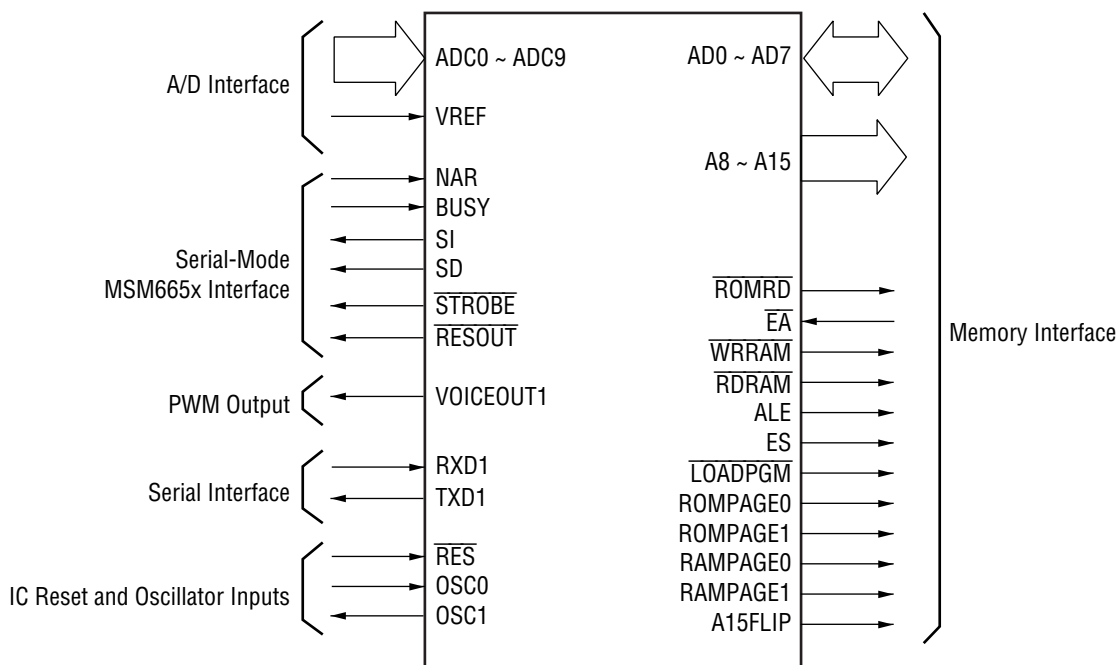 A/D Interface
ADC0 ~ ADC9
VREF
Serial-Mode
MSM665x Interface
NAR
BUSY
SI
SD
STROBE
RESOUT
PWM Output
VOICEOUT1
Serial Interface
RXD1
TXD1
IC Reset and Oscillator Inputs
RES
OSC0
OSC1
AD0 ~ AD7
A8 ~ A15
ROMRD
EA
WRRAM
RDRAM
ALE
ES
LOADPGM
ROMPAGE0
ROMPAGE1
RAMPAGE0
RAMPAGE1
A15FLIP
Memory Interface